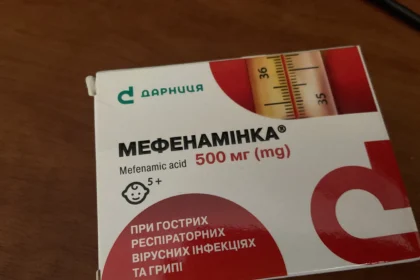 36
35
ДАРНИЦЯ
МЕФЕНАМІНКА®
Mefenamic acid 500 мг (mg)
5+
ПРИ ГОСТРИХ
РЕСПІРАТОРНИХ
ВІРУСНИХ ІНФЕКЦІЯХ
ТА ГРИПІ